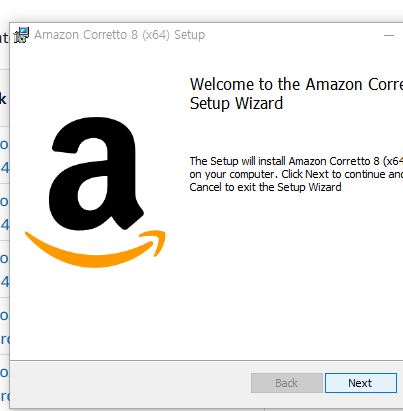 Amazon Corretto 8 (x64) Setup
Welcome to the Amazon Corre
Setup Wizard
a
The Setup will install Amazon Corretto 8 (x64
on your computer. Click Next to continue and
Cancel to exit the Setup Wizard
Back
Next